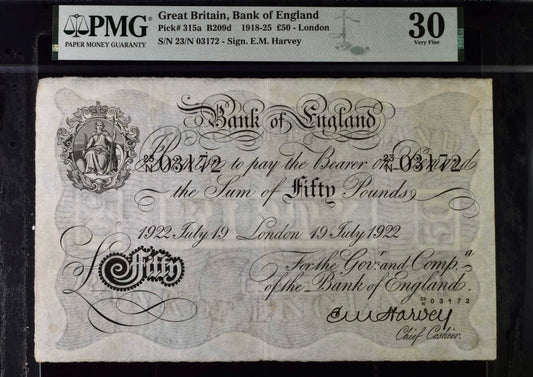 PMG
PAPER MONEY GUARANTY
Great Britain, Bank of England
Pick# 315a B209d 1918-25 £50 - London
S/N 23/N 03172 - Sign. E.M. Harvey
30
Very Fine
Bank of England
23/N 03172 23/N 03172
Promise to pay the Bearer on Demand
the Sum of Fifty Pounds
1922 July 19 London 19 July 1922
£ Fifty
For the Govr. and Compa.
of the Bank of England.
23/N 03172
E.M. Harvey
Chief Cashier.